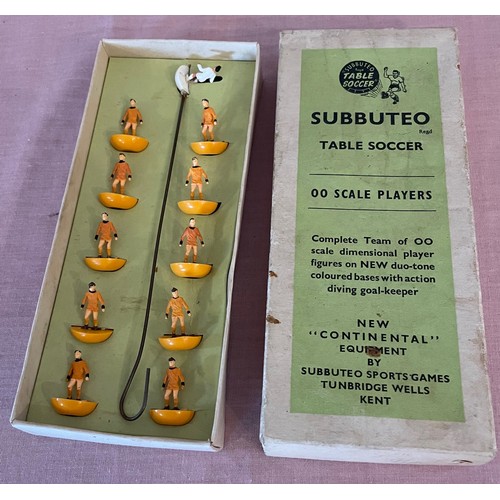 SUBBUTEO
TABLE
SOCCER
SUBBUTEO
Regd
TABLE SOCCER
OO SCALE PLAYERS
Complete Team of OO
scale dimensional player
figures on NEW duo-tone
coloured bases with action
diving goal-keeper
NEW
"CONTINENTAL"
EQUIPMENT
BY
SUBBUTEO SPORTS GAMES
TUNBRIDGE WELLS
KENT